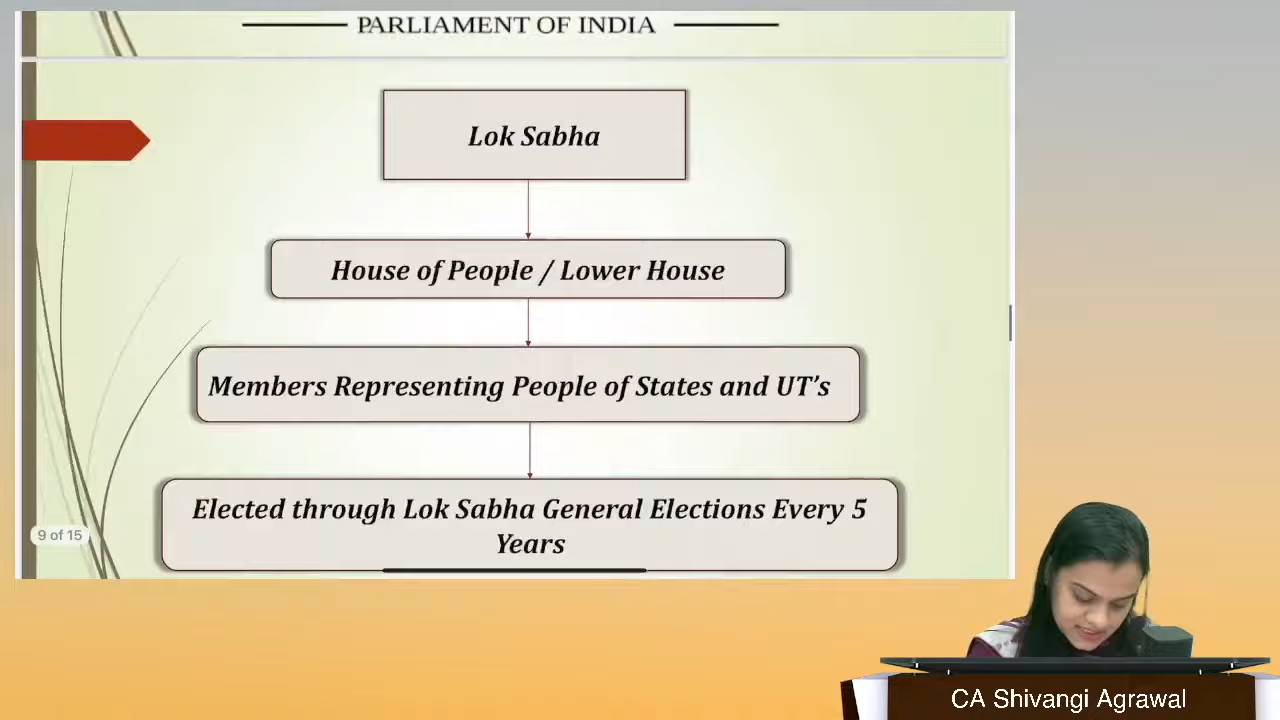 PARLIAMENT OF INDIA
Lok Sabha
House of People / Lower House
Members Representing People of States and UT's
Elected through Lok Sabha General Elections Every 5
Years
9 of 15
CA Shivangi Agrawal